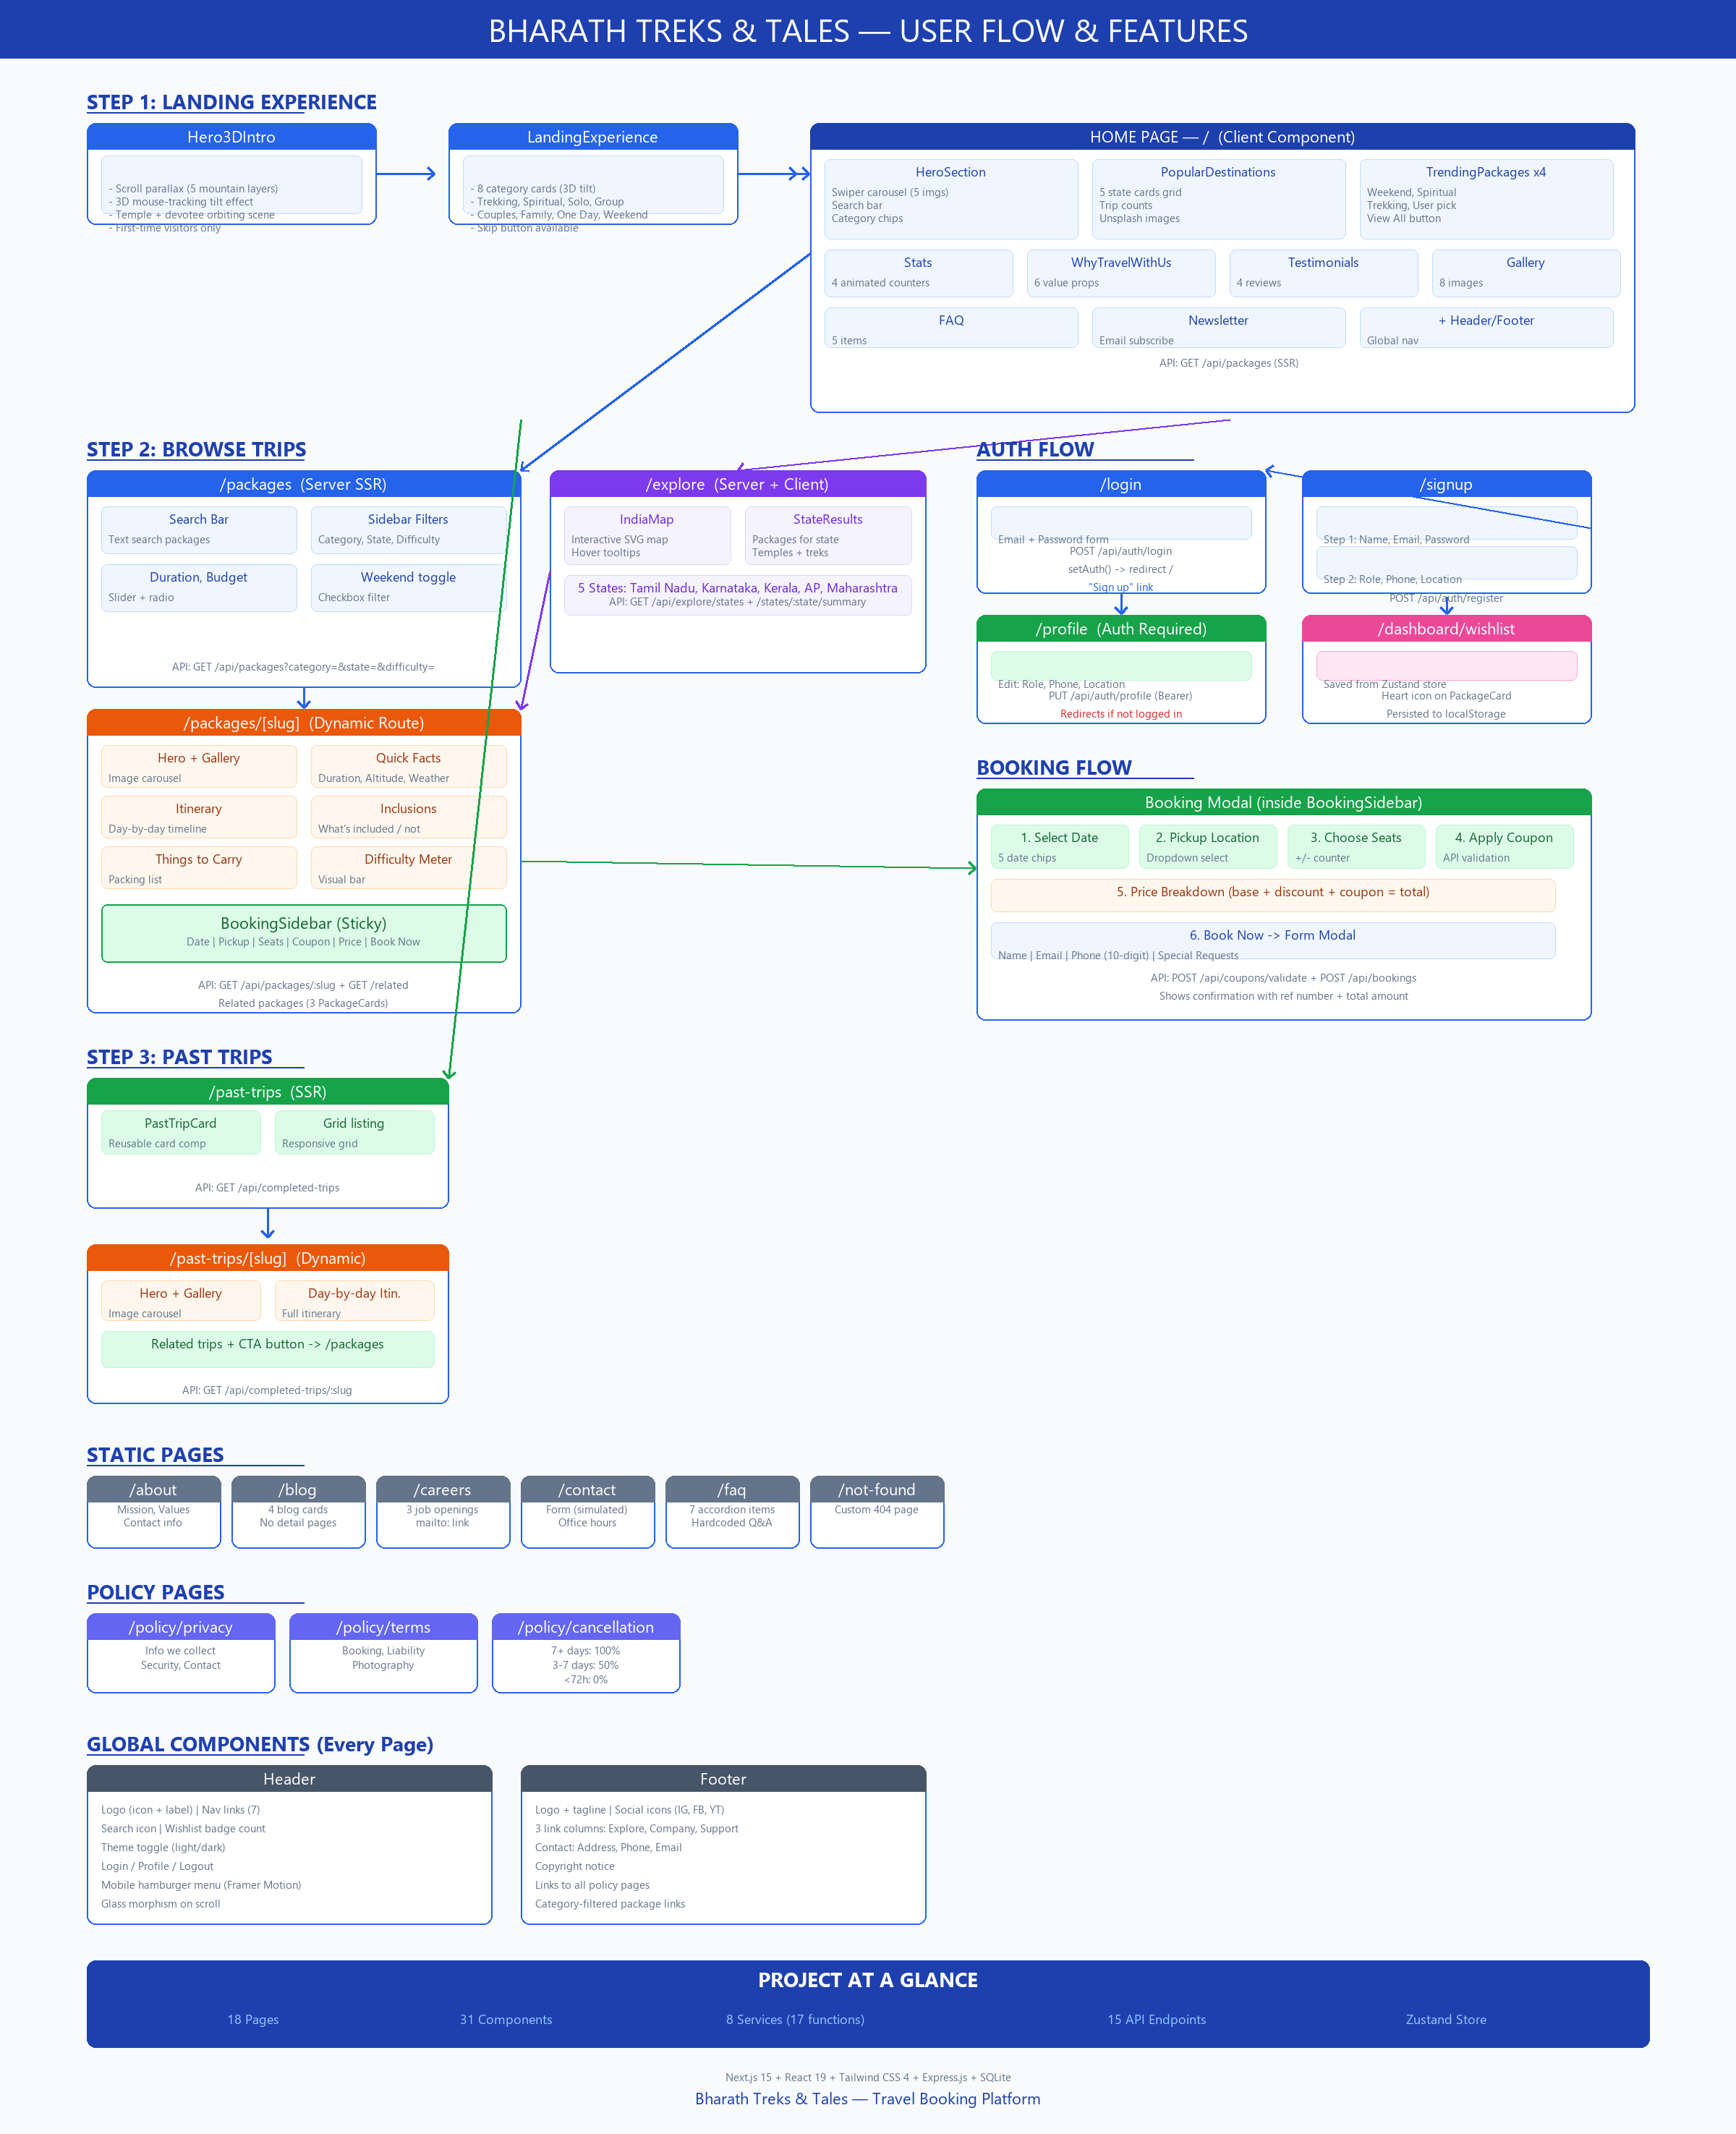 BHARATH TREKS & TALES — USER FLOW & FEATURES
STEP 1: LANDING EXPERIENCE
Hero3DIntro
- Scroll parallax (5 mountain layers)
- 3D mouse-tracking tilt effect
- Temple + devotee orbiting scene
- First-time visitors only
LandingExperience
- 8 category cards (3D tilt)
- Trekking, Spiritual, Solo, Group
- Couples, Family, One Day, Weekend
- Skip button available
HOME PAGE — / (Client Component)
HeroSection
Swiper carousel (5 imgs)
Search bar
Category chips
PopularDestinations
5 state cards grid
Trip counts
Unsplash images
TrendingPackages x4
Weekend, Spiritual
Trekking, User pick
View All button
Stats
4 animated counters
WhyTravelWithUs
6 value props
Testimonials
4 reviews
Gallery
8 images
FAQ
5 items
Newsletter
Email subscribe
+ Header/Footer
Global nav
API: GET /api/packages (SSR)
STEP 2: BROWSE TRIPS
/packages (Server SSR)
Search Bar
Text search packages
Sidebar Filters
Category, State, Difficulty
Duration, Budget
Slider + radio
Weekend toggle
Checkbox filter
API: GET /api/packages?category=&state=&difficulty=
/explore (Server + Client)
IndiaMap
Interactive SVG map
Hover tooltips
StateResults
Packages for state
Temples + treks
5 States: Tamil Nadu, Karnataka, Kerala, AP, Maharashtra
API: GET /api/explore/states + /states/:state/summary
AUTH FLOW
/login
Email + Password form
POST /api/auth/login
setAuth() -> redirect /
"Sign up" link
/signup
Step 1: Name, Email, Password
Step 2: Role, Phone, Location
POST /api/auth/register
/profile (Auth Required)
Edit: Role, Phone, Location
PUT /api/auth/profile (Bearer)
Redirects if not logged in
/dashboard/wishlist
Saved from Zustand store
Heart icon on PackageCard
Persisted to localStorage
/packages/[slug] (Dynamic Route)
Hero + Gallery
Image carousel
Quick Facts
Duration, Altitude, Weather
Itinerary
Day-by-day timeline
Inclusions
What's included / not
Things to Carry
Packing list
Difficulty Meter
Visual bar
BookingSidebar (Sticky)
Date | Pickup | Seats | Coupon | Price | Book Now
API: GET /api/packages/:slug + GET /related
Related packages (3 PackageCards)
BOOKING FLOW
Booking Modal (inside BookingSidebar)
1. Select Date
5 date chips
2. Pickup Location
Dropdown select
3. Choose Seats
+/- counter
4. Apply Coupon
API validation
5. Price Breakdown (base + discount + coupon = total)
6. Book Now -> Form Modal
Name | Email | Phone (10-digit) | Special Requests
API: POST /api/coupons/validate + POST /api/bookings
Shows confirmation with ref number + total amount
STEP 3: PAST TRIPS
/past-trips (SSR)
PastTripCard
Reusable card comp
Grid listing
Responsive grid
API: GET /api/completed-trips
/past-trips/[slug] (Dynamic)
Hero + Gallery
Image carousel
Day-by-day Itin.
Full itinerary
Related trips + CTA button -> /packages
API: GET /api/completed-trips/:slug
STATIC PAGES
/about
Mission, Values
Contact info
/blog
4 blog cards
No detail pages
/careers
3 job openings
mailto: link
/contact
Form (simulated)
Office hours
/faq
7 accordion items
Hardcoded Q&A
/not-found
Custom 404 page
POLICY PAGES
/policy/privacy
Info we collect
Security, Contact
/policy/terms
Booking, Liability
Photography
/policy/cancellation
7+ days: 100%
3-7 days: 50%
<72h: 0%
GLOBAL COMPONENTS (Every Page)
Header
Logo (icon + label) | Nav links (7)
Search icon | Wishlist badge count
Theme toggle (light/dark)
Login / Profile / Logout
Mobile hamburger menu (Framer Motion)
Glass morphism on scroll
Footer
Logo + tagline | Social icons (IG, FB, YT)
3 link columns: Explore, Company, Support
Contact: Address, Phone, Email
Copyright notice
Links to all policy pages
Category-filtered package links
PROJECT AT A GLANCE
18 Pages
31 Components
8 Services (17 functions)
15 API Endpoints
Zustand Store
Next.js 15 + React 19 + Tailwind CSS 4 + Express.js + SQLite
Bharath Treks & Tales — Travel Booking Platform